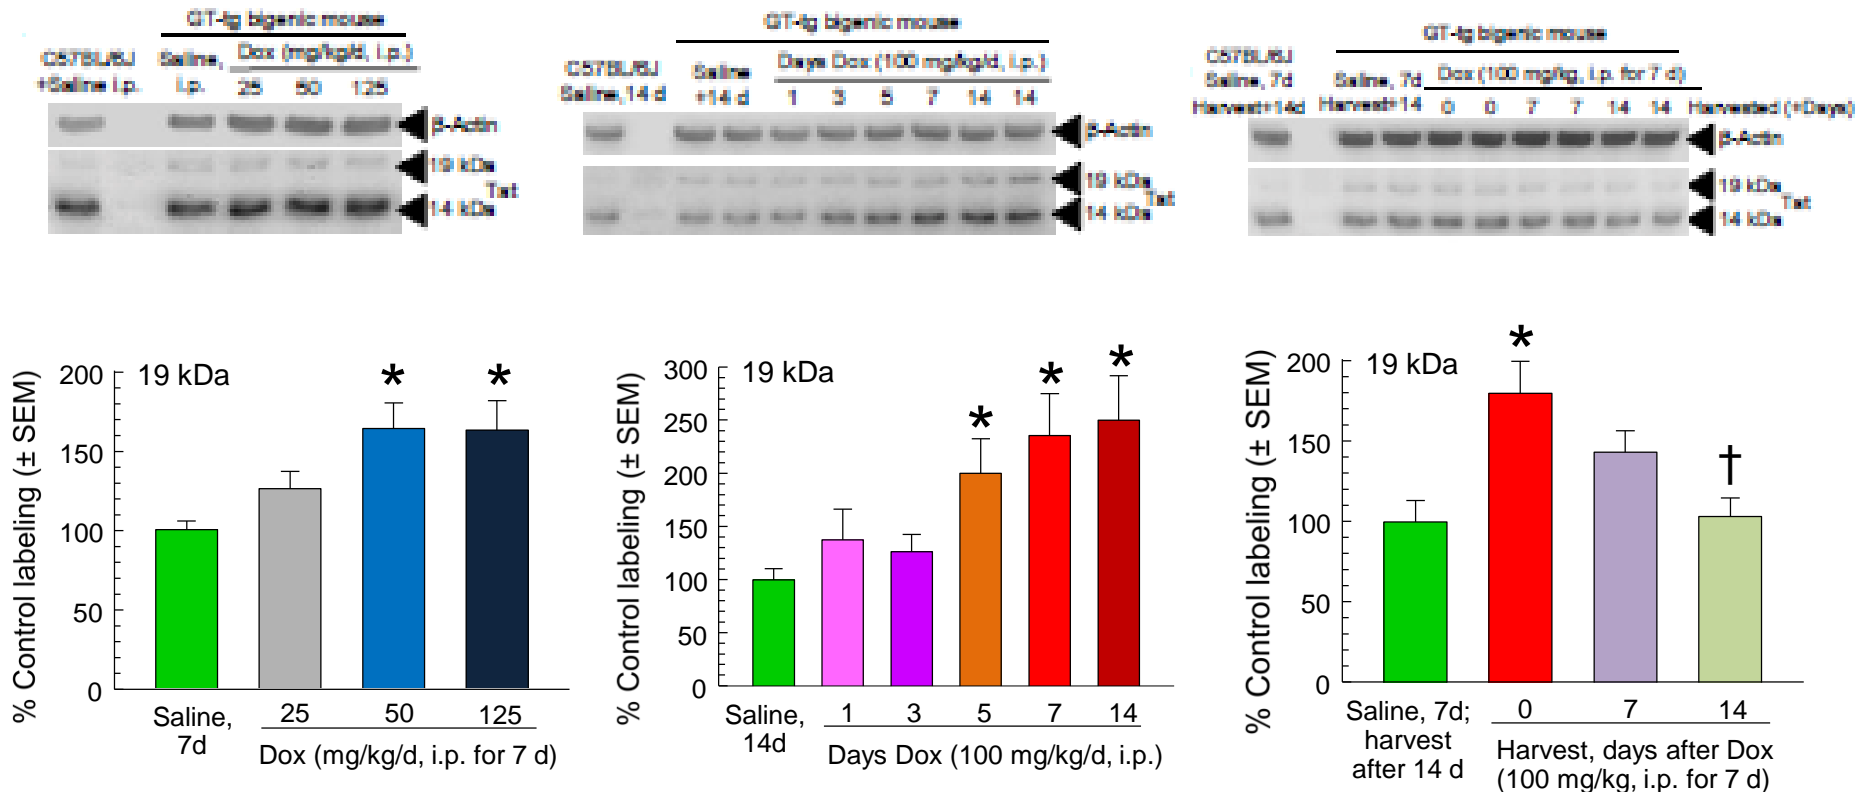 GT-tg bigenic mouse
C57BL/6J
+Saline i.p.
Saline,
i.p.
Dox (mg/kg/d, i.p.)
25 50 125
β-Actin
19 kDa
Tat
14 kDa
GT-tg bigenic mouse
C57BL/6J
Saline, 14 d
Saline
+14 d
Days Dox (100 mg/kg/d, i.p.)
1 3 5 7 14 14
β-Actin
19 kDa
Tat
14 kDa
GT-tg bigenic mouse
C57BL/6J
Saline, 7d
Harvest+14d
Saline, 7d
Harvest+14
Dox (100 mg/kg, i.p. for 7 d)
0 0 7 7 14 14 Harvested (+Days)
β-Actin
19 kDa
Tat
14 kDa
% Control labeling (± SEM)
200
150
100
50
0
19 kDa
* *
Saline,
7d
25 50 125
Dox (mg/kg/d, i.p. for 7 d)
% Control labeling (± SEM)
300
250
200
150
100
50
0
19 kDa
* * *
Saline,
14d
1 3 5 7 14
Days Dox (100 mg/kg/d, i.p.)
% Control labeling (± SEM)
200
150
100
50
0
19 kDa
* †
Saline, 7d;
harvest
after 14 d
0 7 14
Harvest, days after Dox
(100 mg/kg, i.p. for 7 d)